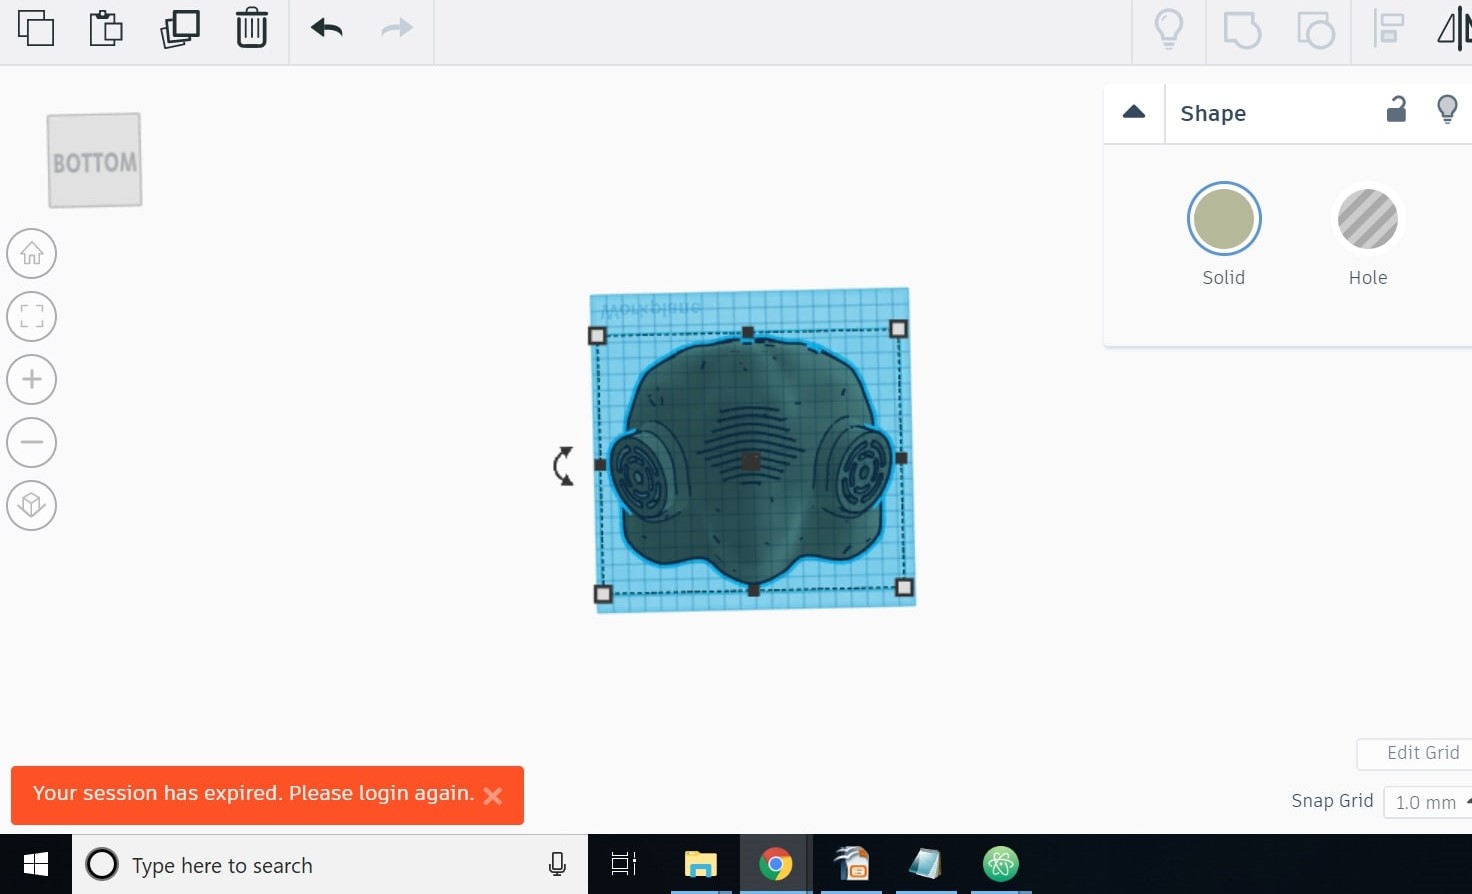 Shape
BOTTOM
Solid
Hole
Workplane
Edit Grid
Your session has expired. Please login again.
Snap Grid
1.0 mm
Type here to search